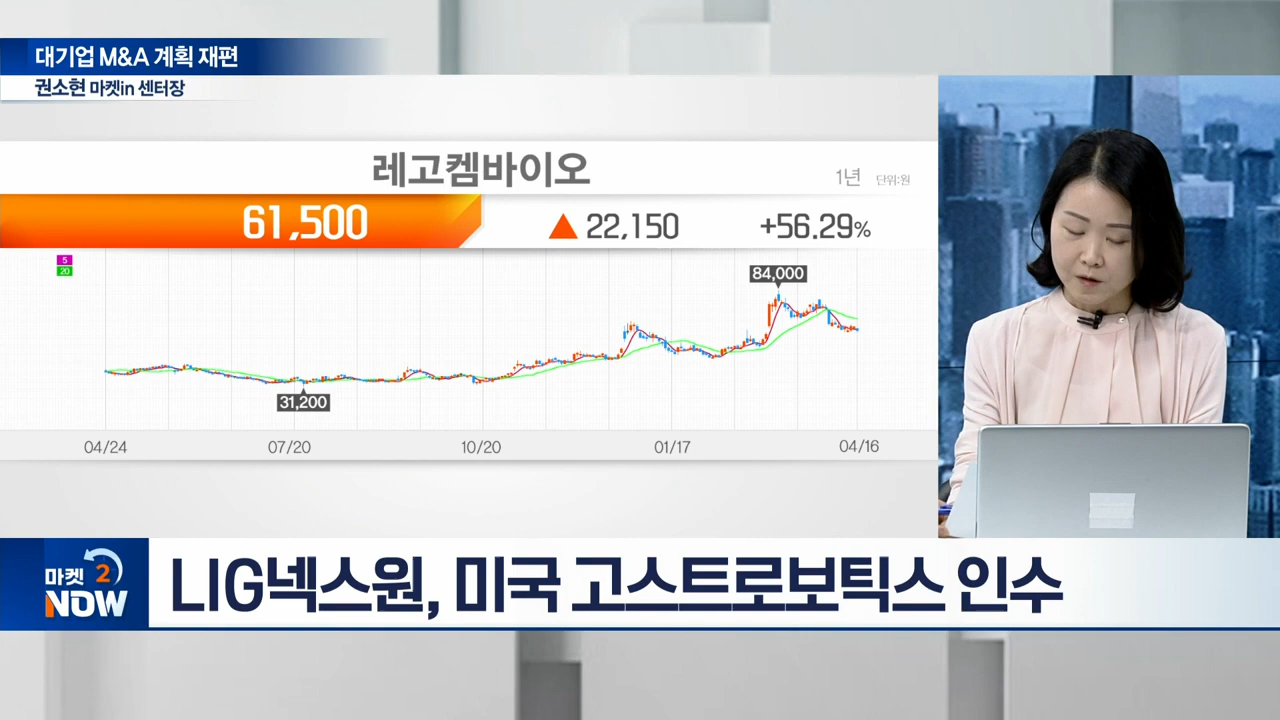 대기업 M&A 계획 재편
권소현 마켓in 센터장
레고켐바이오
1년 단위:원
61,500 ▲ 22,150 +56.29%
5
20
84,000
31,200
04/24 07/20 10/20 01/17 04/16
마켓 2
NOW
LIG넥스원, 미국 고스트로보틱스 인수